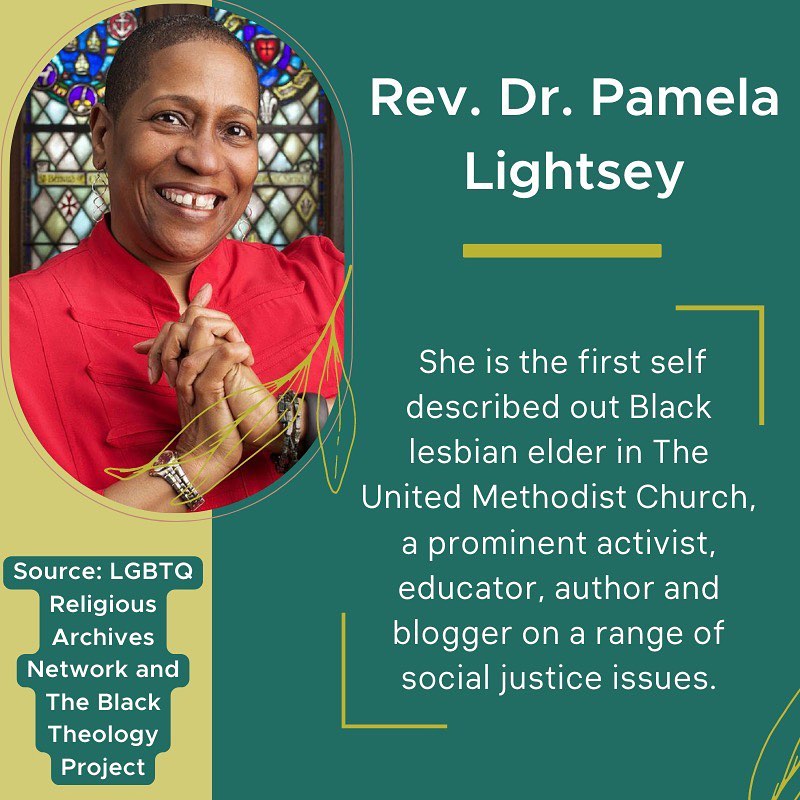 Rev. Dr. Pamela
Lightsey
She is the first self
described out Black
lesbian elder in The
United Methodist Church,
a prominent activist,
educator, author and
blogger on a range of
social justice issues.
Source: LGBTQ
Religious
Archives
Network and
The Black
Theology
Project